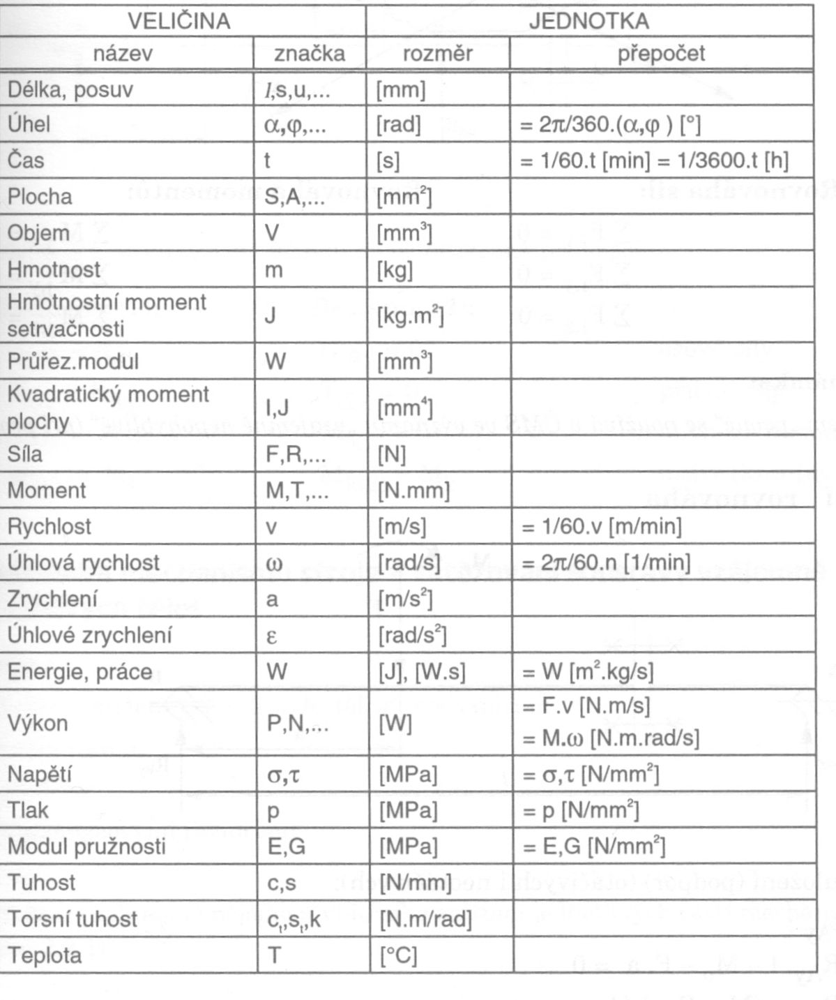 VELIČINA JEDNOTKA
název značka rozměr přepočet
Délka, posuv l,s,u,... [mm]
Úhel α,φ,... [rad] = 2π/360.(α,φ ) [°]
Čas t [s] = 1/60.t [min] = 1/3600.t [h]
Plocha S,A,... [mm²]
Objem V [mm³]
Hmotnost m [kg]
Hmotnostní moment
setrvačnosti J [kg.m²]
Průřez.modul W [mm³]
Kvadratický moment
plochy I,J [mm⁴]
Síla F,R,... [N]
Moment M,T,... [N.mm]
Rychlost v [m/s] = 1/60.v [m/min]
Úhlová rychlost ω [rad/s] = 2π/60.n [1/min]
Zrychlení a [m/s²]
Úhlové zrychlení ε [rad/s²]
Energie, práce W [J], [W.s] = W [m².kg/s]
Výkon P,N,... [W] = F.v [N.m/s]
= M.ω [N.m.rad/s]
Napětí σ,τ [MPa] = σ,τ [N/mm²]
Tlak p [MPa] = p [N/mm²]
Modul pružnosti E,G [MPa] = E,G [N/mm²]
Tuhost c,s [N/mm]
Torsní tuhost cₜ,sₜ,k [N.m/rad]
Teplota T [°C]